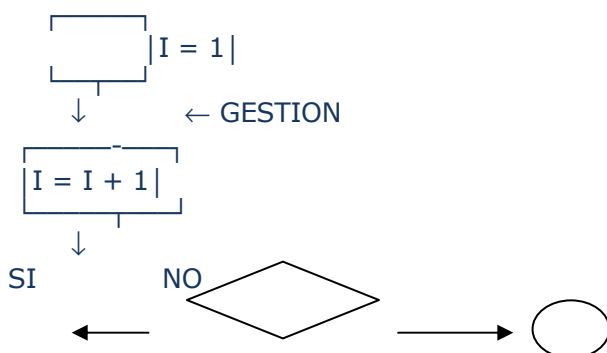 |I = 1|
↓ ← GESTION
|I = I + 1|
↓
SI NO